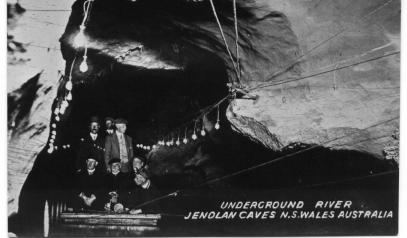 UNDERGROUND RIVER
JENOLAN CAVES N.S.WALES AUSTRALIA